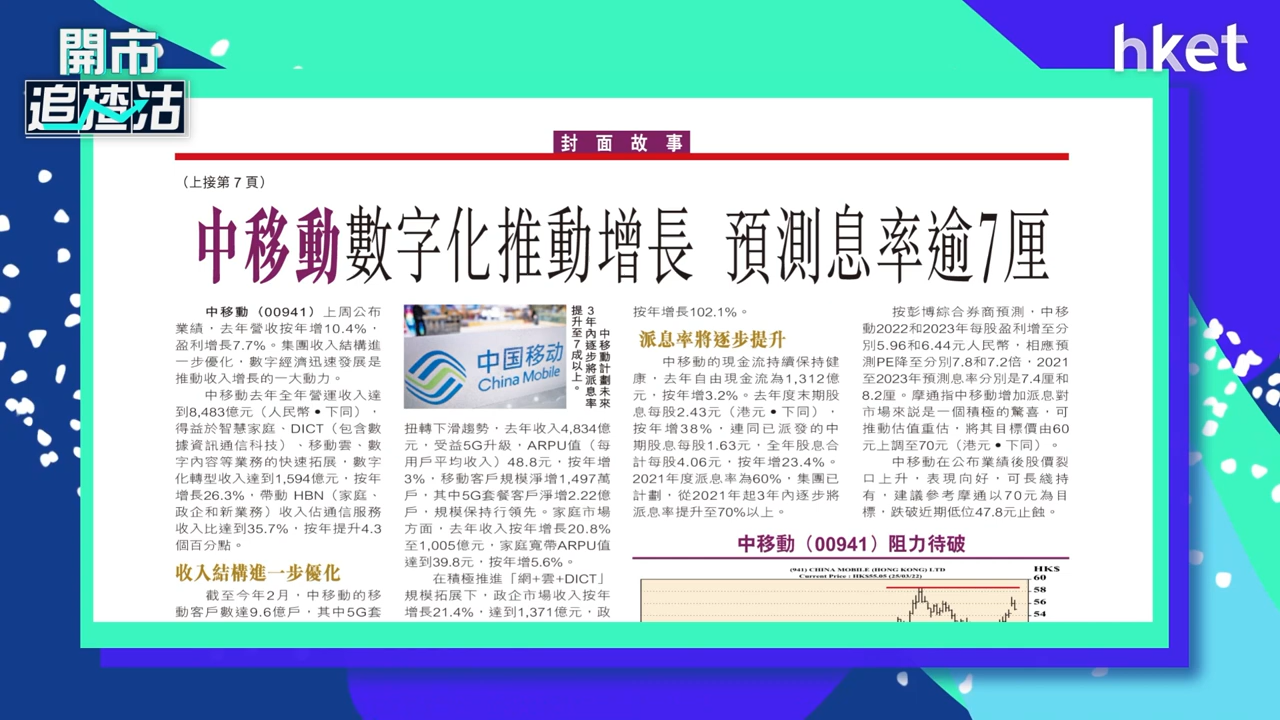 開市
追揸沽
hket
封面故事
（上接第7頁）
中移動數字化推動增長 預測息率逾7厘
中移動（00941）上周公布
業績，去年營收按年增10.4%，
盈利增長7.7%。集團收入結構進
一步優化，數字經濟迅速發展是
推動收入增長的一大動力。
中移動去年全年營運收入達
到8,483億元（人民幣•下同），
得益於智慧家庭、DICT（包含數
據資訊通信科技）、移動雲、數
字內容等業務的快速拓展，數字
化轉型收入達到1,594億元，按年
增長26.3%，帶動 HBN（家庭、
政企和新業務）收入佔通信服務
收入比達到35.7%，按年提升4.3
個百分點。
收入結構進一步優化
截至今年2月，中移動的移
動客戶數達9.6億戶，其中5G套
中国移动
China Mobile
中移動計劃未來
3年內逐步將派息率
提升至7成以上。
扭轉下滑趨勢，去年收入4,834億
元，受益5G升級，ARPU值（每
用戶平均收入）48.8元，按年增
3%，移動客戶規模淨增1,497萬
戶，其中5G套餐客戶淨增2.22億
戶，規模保持行領先。家庭市場
方面，去年收入按年增長20.8%
至1,005億元，家庭寬帶ARPU值
達到39.8元，按年增5.6%。
在積極推進「網+雲+DICT」
規模拓展下，政企市場收入按年
增長21.4%，達到1,371億元，政
按年增長102.1%。
派息率將逐步提升
中移動的現金流持續保持健
康，去年自由現金流為1,312億
元，按年增3.2%。去年度末期股
息每股2.43元（港元•下同），
按年增38%，連同已派發的中
期股息每股1.63元，全年股息合
計每股4.06元，按年增23.4%。
2021年度派息率為60%，集團已
計劃，從2021年起3年內逐步將
派息率提升至70%以上。
按彭博綜合券商預測，中移
動2022和2023年每股盈利增至分
別5.96和6.44元人民幣，相應預
測PE降至分別7.8和7.2倍，2021
至2023年預測息率分別是7.4厘和
8.2厘。摩通指中移動增加派息對
市場來說是一個積極的驚喜，可
推動估值重估，將其目標價由60
元上調至70元（港元•下同）。
中移動在公布業績後股價裂
口上升，表現向好，可長綫持
有，建議參考摩通以70元為目
標，跌破近期低位47.8元止蝕。
中移動（00941）阻力待破
(941) CHINA MOBILE (HONG KONG) LTD
Current Price : HK$55.05 (25/03/22)
HK$
60
58
56
54